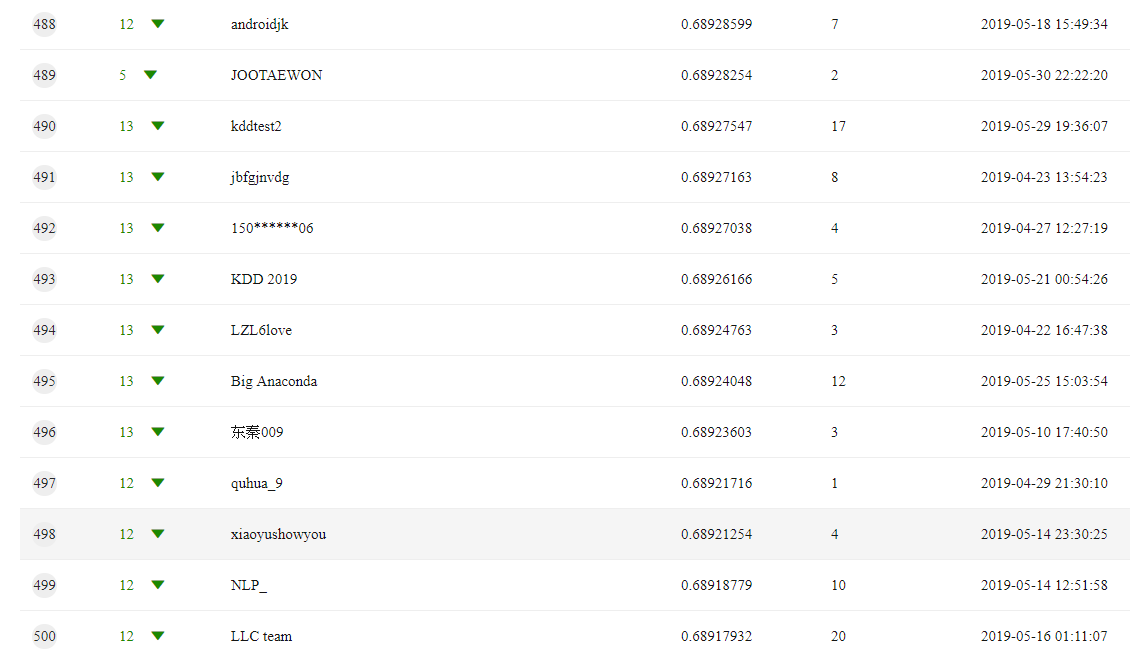 488 12 androidjk 0.68928599 7 2019-05-18 15:49:34
489 5 JOOTAEWON 0.68928254 2 2019-05-30 22:22:20
490 13 kddtest2 0.68927547 17 2019-05-29 19:36:07
491 13 jbfgjnvdg 0.68927163 8 2019-04-23 13:54:23
492 13 150******06 0.68927038 4 2019-04-27 12:27:19
493 13 KDD 2019 0.68926166 5 2019-05-21 00:54:26
494 13 LZL6love 0.68924763 3 2019-04-22 16:47:38
495 13 Big Anaconda 0.68924048 12 2019-05-25 15:03:54
496 13 东秦009 0.68923603 3 2019-05-10 17:40:50
497 12 quhua_9 0.68921716 1 2019-04-29 21:30:10
498 12 xiaoyushowyou 0.68921254 4 2019-05-14 23:30:25
499 12 NLP_ 0.68918779 10 2019-05-14 12:51:58
500 12 LLC team 0.68917932 20 2019-05-16 01:11:07